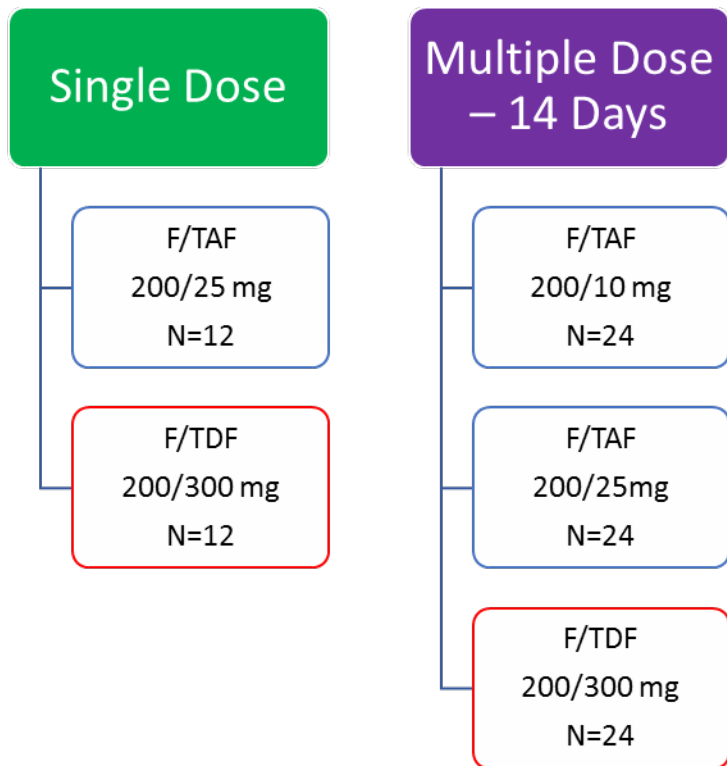 Single Dose
F/TAF
200/25 mg
N=12
F/TDF
200/300 mg
N=12
Multiple Dose
– 14 Days
F/TAF
200/10 mg
N=24
F/TAF
200/25mg
N=24
F/TDF
200/300 mg
N=24